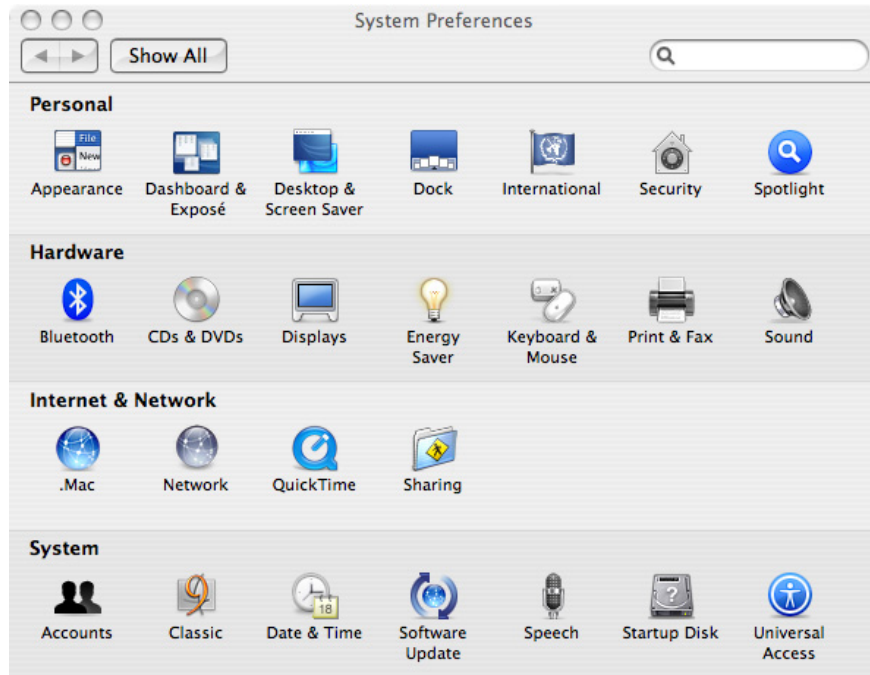 System Preferences
Show All
Personal
File
New
Appearance
Dashboard &
Exposé
Desktop &
Screen Saver
Dock
International
Security
Spotlight
Hardware
Bluetooth
CDs & DVDs
Displays
Energy
Saver
Keyboard &
Mouse
Print & Fax
Sound
Internet & Network
.Mac
Network
QuickTime
Sharing
System
9
18
?
Accounts
Classic
Date & Time
Software
Update
Speech
Startup Disk
Universal
Access